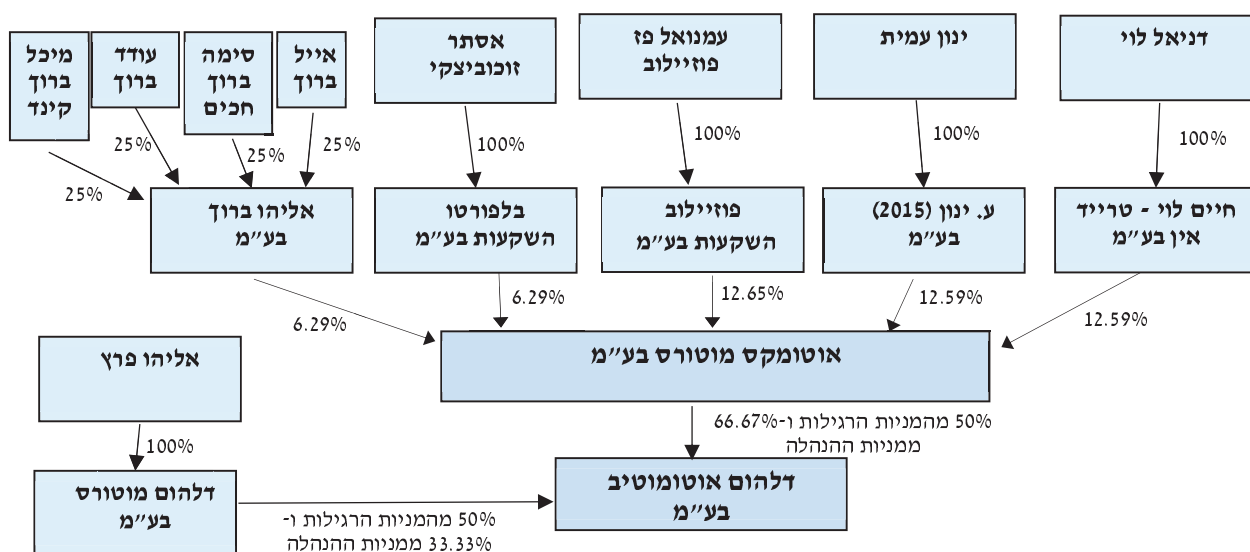 דניאל לוי
ינון עמית
עמנואל פז
פוזיילוב
אסתר
זוכוביצקי
אייל
ברוך
סימה
ברוך
חכים
עודד
ברוך
מיכל
ברוך
קינד
100%
100%
100%
100%
25%
25%
25%
25%
חיים לוי - טרייד
אין בע״מ
ע. ינון (2015)
בע״מ
פוזיילוב
השקעות בע״מ
בלפורטו
השקעות בע״מ
אליהו ברוך
בע״מ
12.59%
12.59%
12.65%
6.29%
6.29%
אוטומקס מוטורס בע״מ
אליהו פרץ
50% מהמניות הרגילות ו-66.67%
ממניות ההנהלה
100%
דלהום אוטומוטיב
בע״מ
דלהום מוטורס
בע״מ
50% מהמניות הרגילות ו-
33.33% ממניות ההנהלה